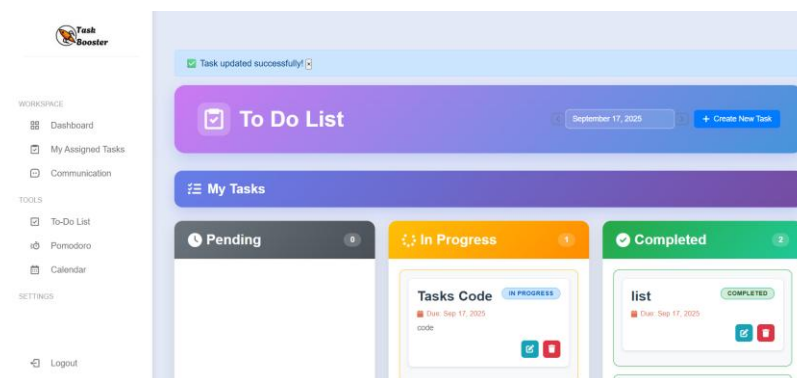 Task
Booster
WORKSPACE
Dashboard
My Assigned Tasks
Communication
TOOLS
To-Do List
Pomodoro
Calendar
SETTINGS
Logout
Task updated successfully!
To Do List
September 17, 2025
+ Create New Task
My Tasks
Pending 0
In Progress 1
Completed 2
Tasks Code IN PROGRESS
Due: Sep 17, 2025
code
list COMPLETED
Due: Sep 17, 2025